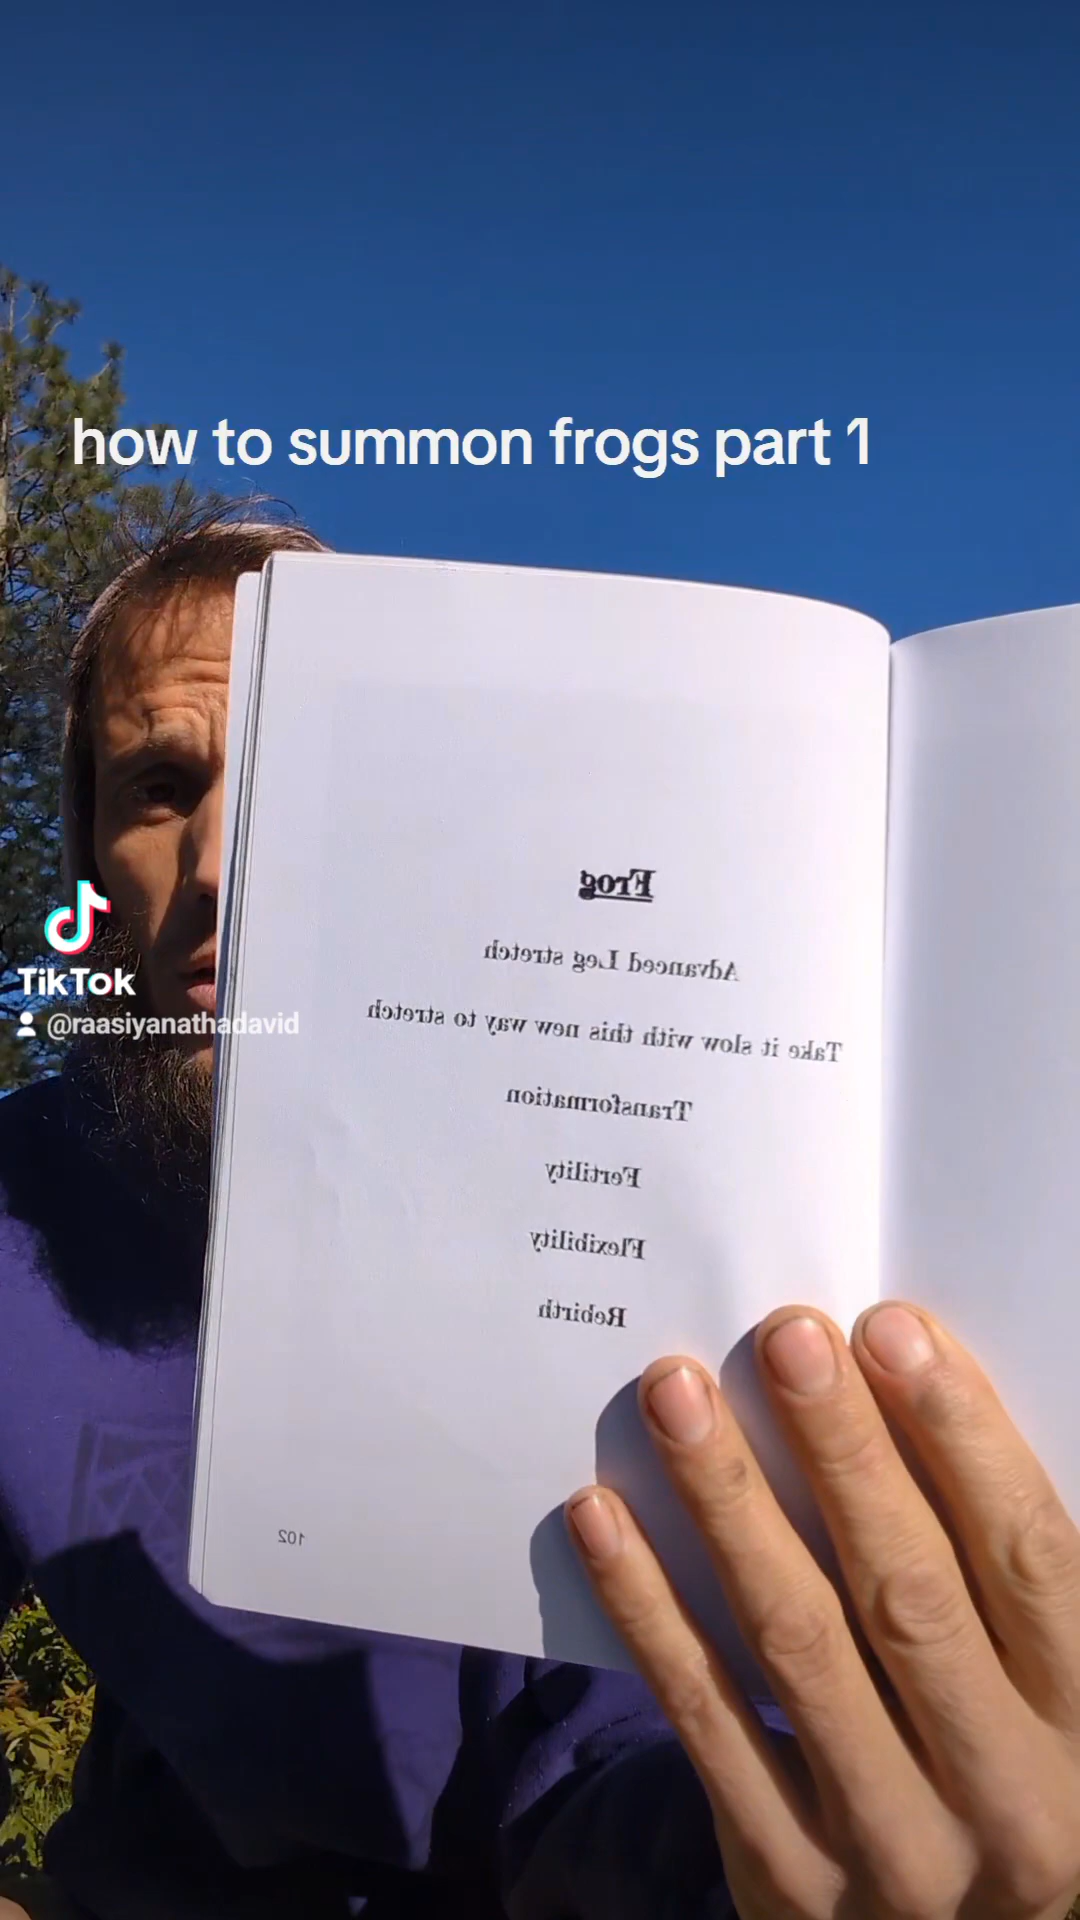 how to summon frogs part 1
Frog
Advanced Leg stretch
Take it slow with this new way to stretch
Transformation
Fertility
Flexibility
Rebirth
102
TikTok
@raasiyanathadavid